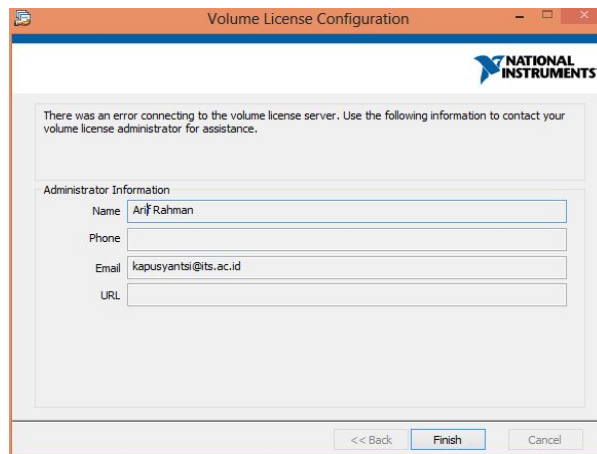 Volume License Configuration
NATIONAL
INSTRUMENTS
There was an error connecting to the volume license server. Use the following information to contact your
volume license administrator for assistance.
Administrator Information
Name Arif Rahman
Phone
Email kapusyantsi@its.ac.id
URL
<< Back Finish Cancel